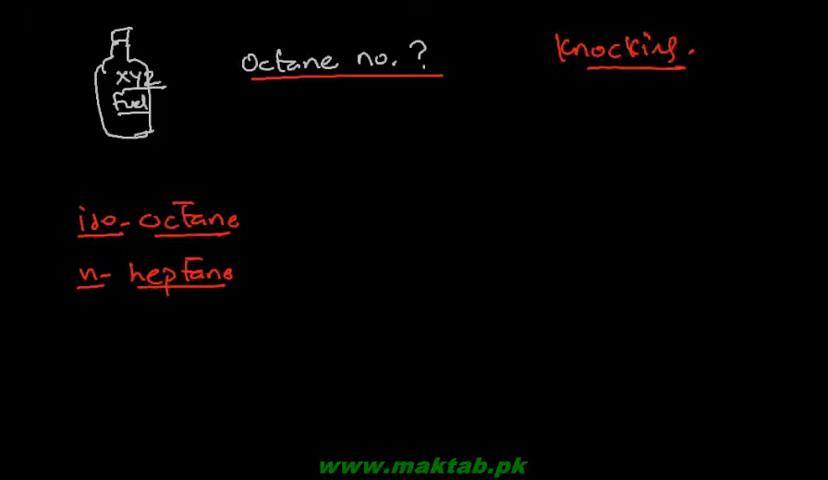 XYZ
Fuel
Octane no. ?
Knocking.
iso-octane
n-heptane
www.maktab.pk